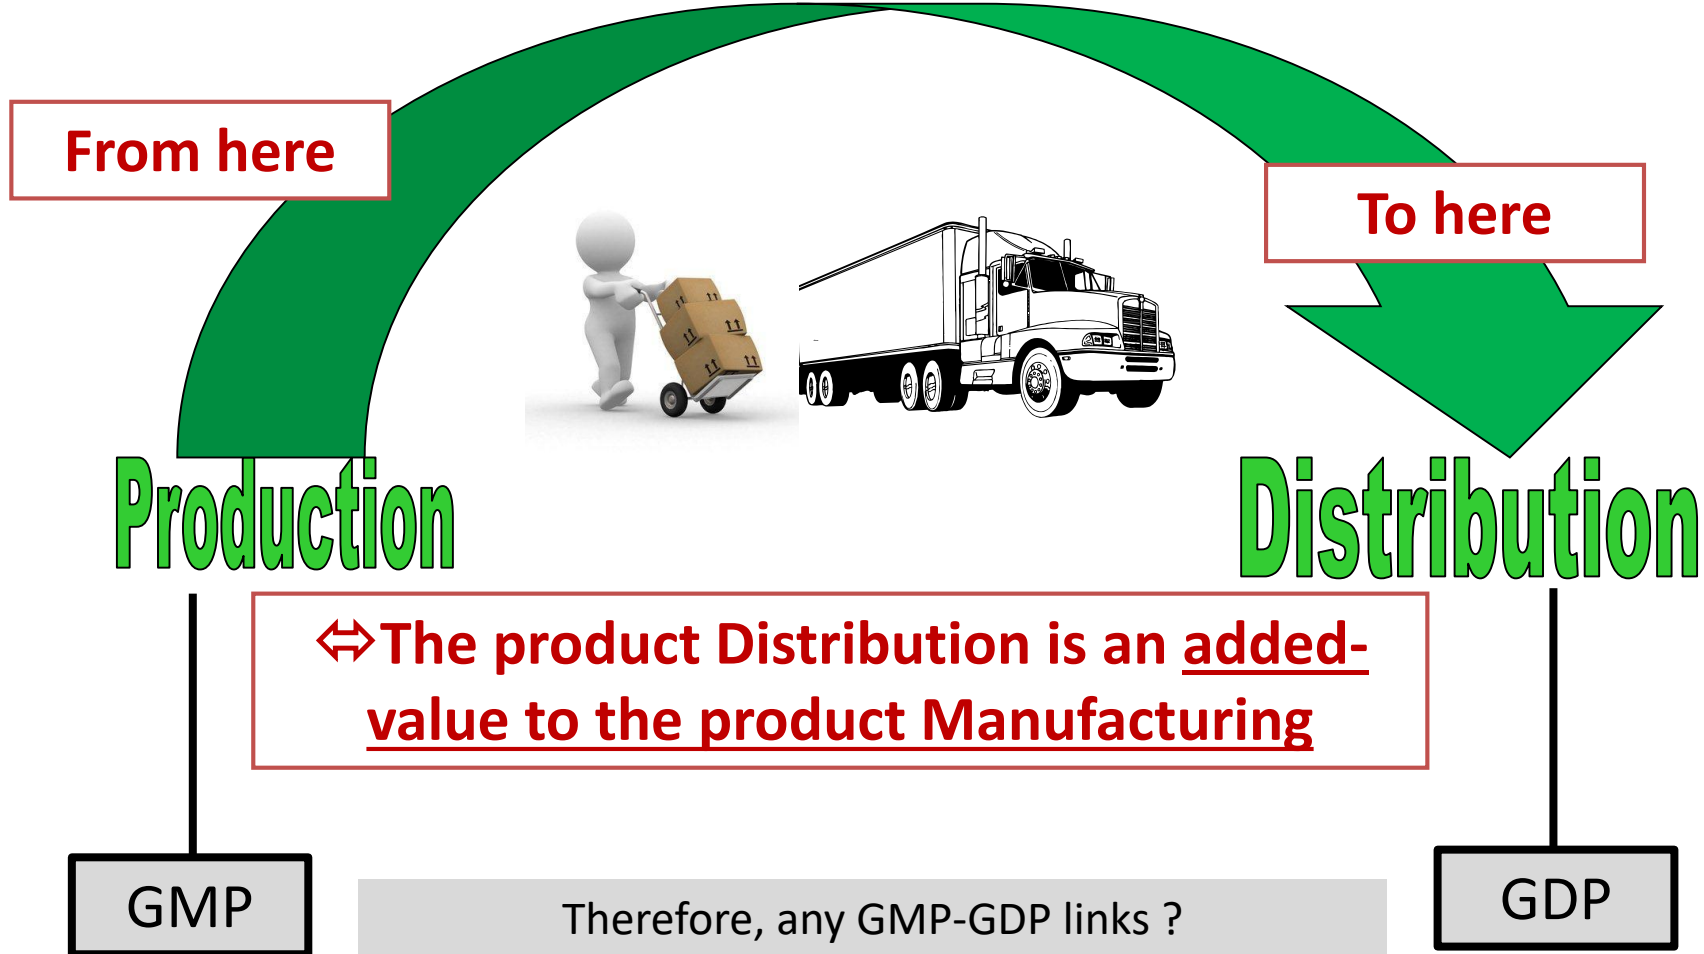 From here
To here
Production
Distribution
⬄The product Distribution is an added-
value to the product Manufacturing
GMP
GDP
Therefore, any GMP-GDP links ?